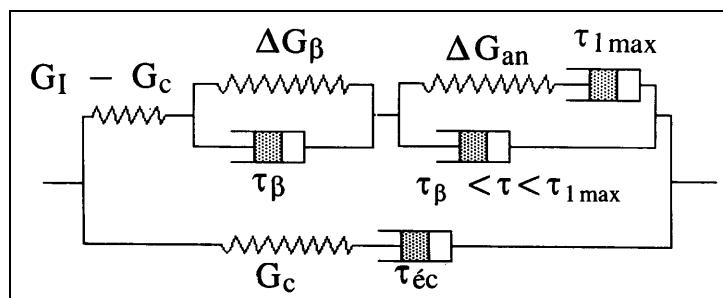 ΔGβ
ΔGan
τ1max
GI − Gc
τβ
τβ < τ < τ1max
Gc
τéc